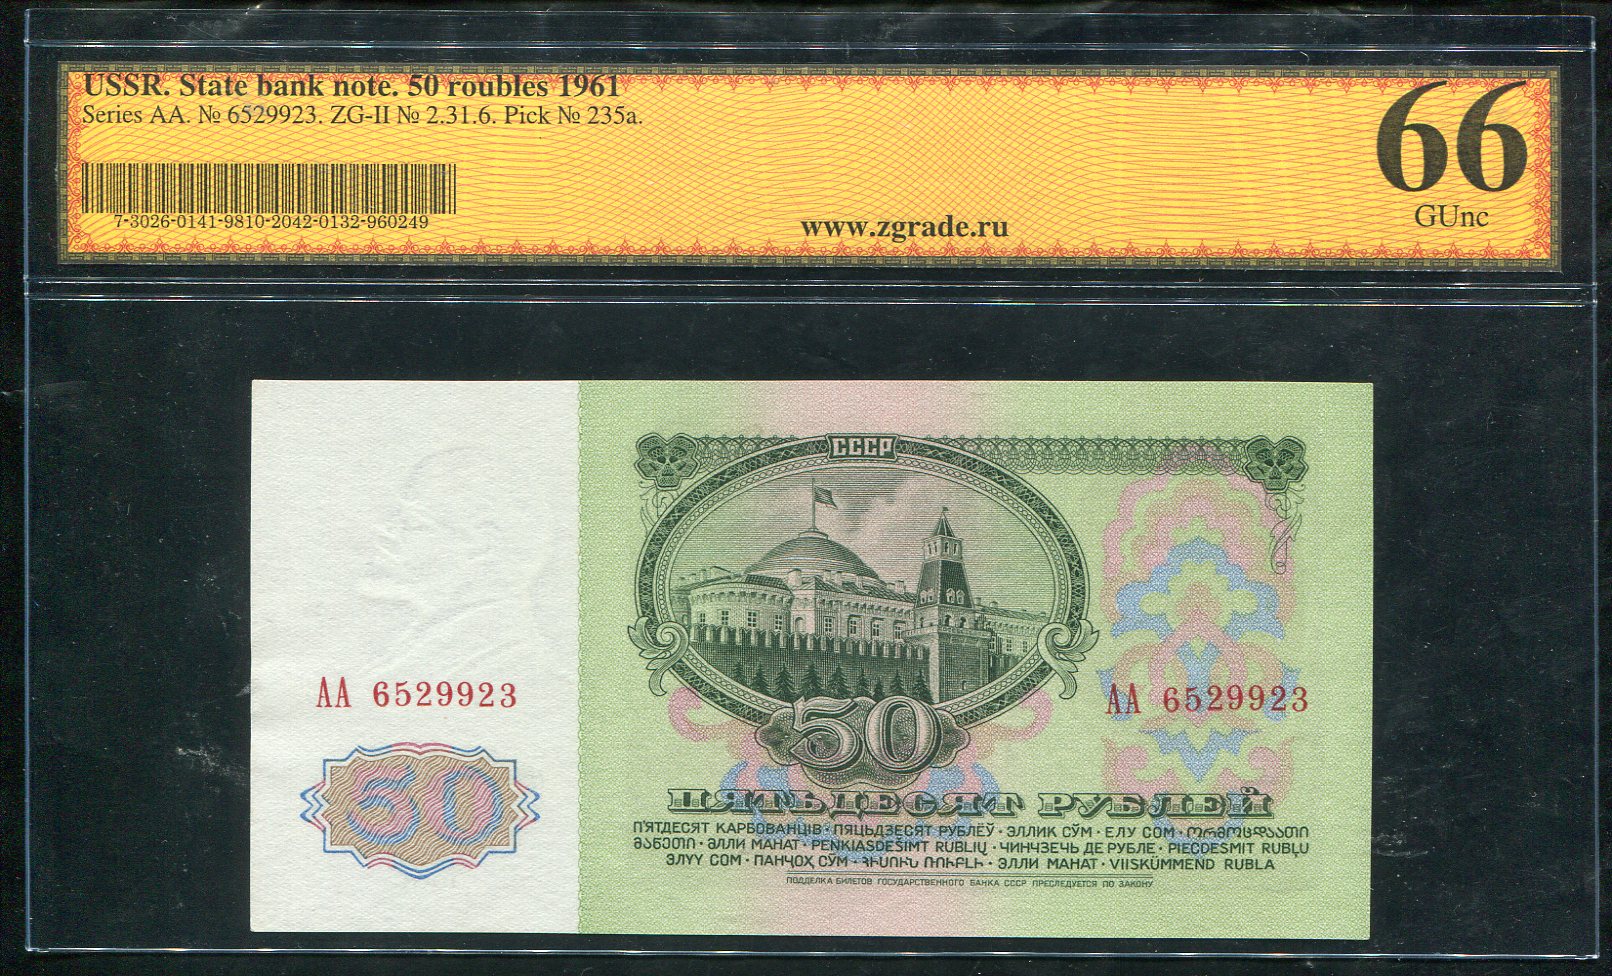 USSR. State bank note. 50 roubles 1961
Series AA. № 6529923. ZG-II № 2.31.6. Pick № 235a.
66
GUnc
7-3026-0141-9810-2042-0132-960249
www.zgrade.ru
СССР
АА 6529923
АА 6529923
50
50
ПЯТЬДЕСЯТ РУБЛЕЙ
П'ЯТДЕСЯТ КАРБОВАНЦІВ · ПЯЦЬДЗЕСЯТ РУБЛЁЎ · ЭЛЛИК СЎМ · ЕЛУ СОМ · ᲝᲠᲛᲝᲪᲓᲐᲐᲗᲘ
ᲛᲐᲜᲔᲗᲘ · ӘЛЛИ МАНАТ · PENKIASDEŠIMT RUBLIŲ · ЧИНЧЗЕЧЬ ДЕ РУБЛЕ · PIECDESMIT RUBĻU
ЭЛҮҮ СОМ · ПАНҶОҲ СЎМ · ՀԻՍՈՒՆ ՌՈՒԲԼԻ · ЭЛЛИ МАНАТ · VIISKÜMMEND RUBLA
ПОДДЕЛКА БИЛЕТОВ ГОСУДАРСТВЕННОГО БАНКА СССР ПРЕСЛЕДУЕТСЯ ПО ЗАКОНУ